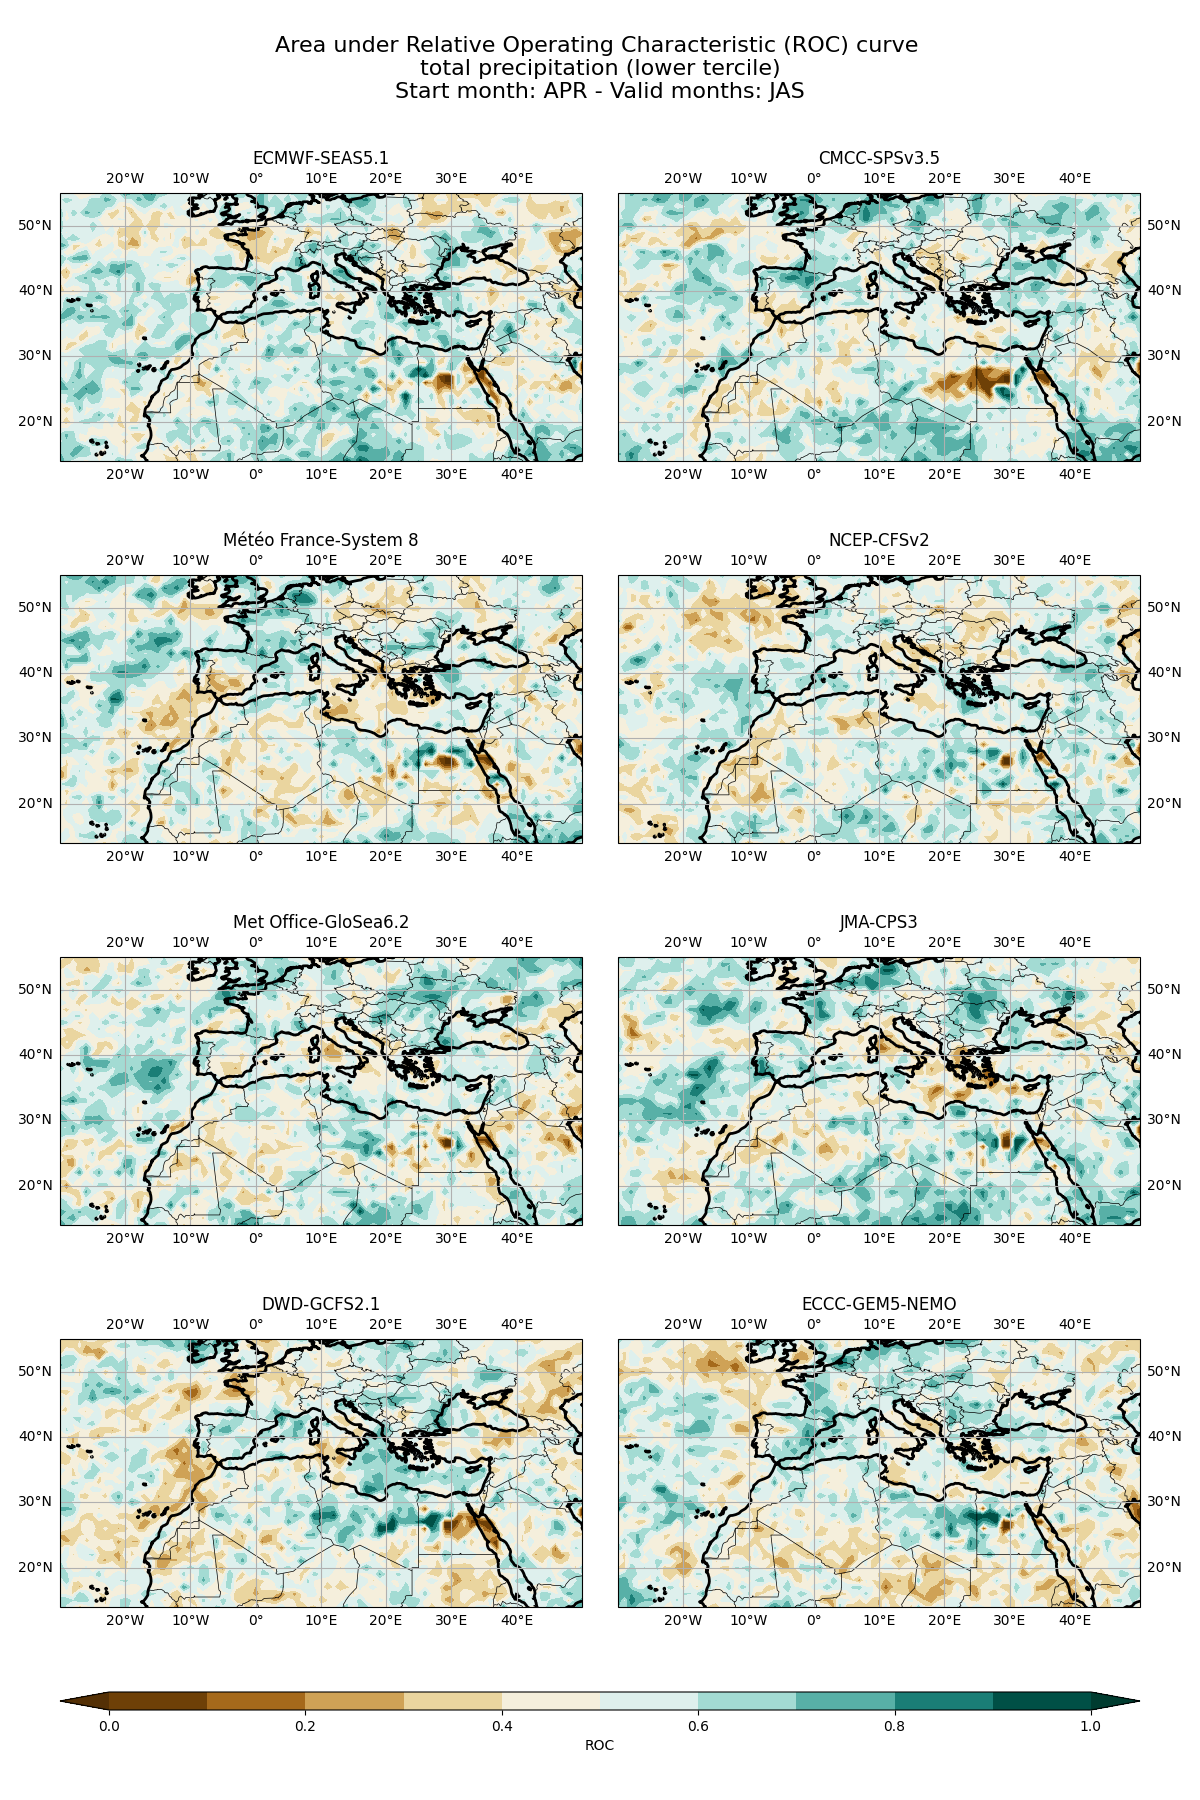 Area under Relative Operating Characteristic (ROC) curve
total precipitation (lower tercile)
Start month: APR - Valid months: JAS
ECMWF-SEAS5.1
20°W 10°W 0° 10°E 20°E 30°E 40°E
50°N
40°N
30°N
20°N
20°W 10°W 0° 10°E 20°E 30°E 40°E
CMCC-SPSv3.5
20°W 10°W 0° 10°E 20°E 30°E 40°E
50°N
40°N
30°N
20°N
20°W 10°W 0° 10°E 20°E 30°E 40°E
Météo France-System 8
20°W 10°W 0° 10°E 20°E 30°E 40°E
50°N
40°N
30°N
20°N
20°W 10°W 0° 10°E 20°E 30°E 40°E
NCEP-CFSv2
20°W 10°W 0° 10°E 20°E 30°E 40°E
50°N
40°N
30°N
20°N
20°W 10°W 0° 10°E 20°E 30°E 40°E
Met Office-GloSea6.2
20°W 10°W 0° 10°E 20°E 30°E 40°E
50°N
40°N
30°N
20°N
20°W 10°W 0° 10°E 20°E 30°E 40°E
JMA-CPS3
20°W 10°W 0° 10°E 20°E 30°E 40°E
50°N
40°N
30°N
20°N
20°W 10°W 0° 10°E 20°E 30°E 40°E
DWD-GCFS2.1
20°W 10°W 0° 10°E 20°E 30°E 40°E
50°N
40°N
30°N
20°N
20°W 10°W 0° 10°E 20°E 30°E 40°E
ECCC-GEM5-NEMO
20°W 10°W 0° 10°E 20°E 30°E 40°E
50°N
40°N
30°N
20°N
20°W 10°W 0° 10°E 20°E 30°E 40°E
0.0 0.2 0.4 0.6 0.8 1.0
ROC